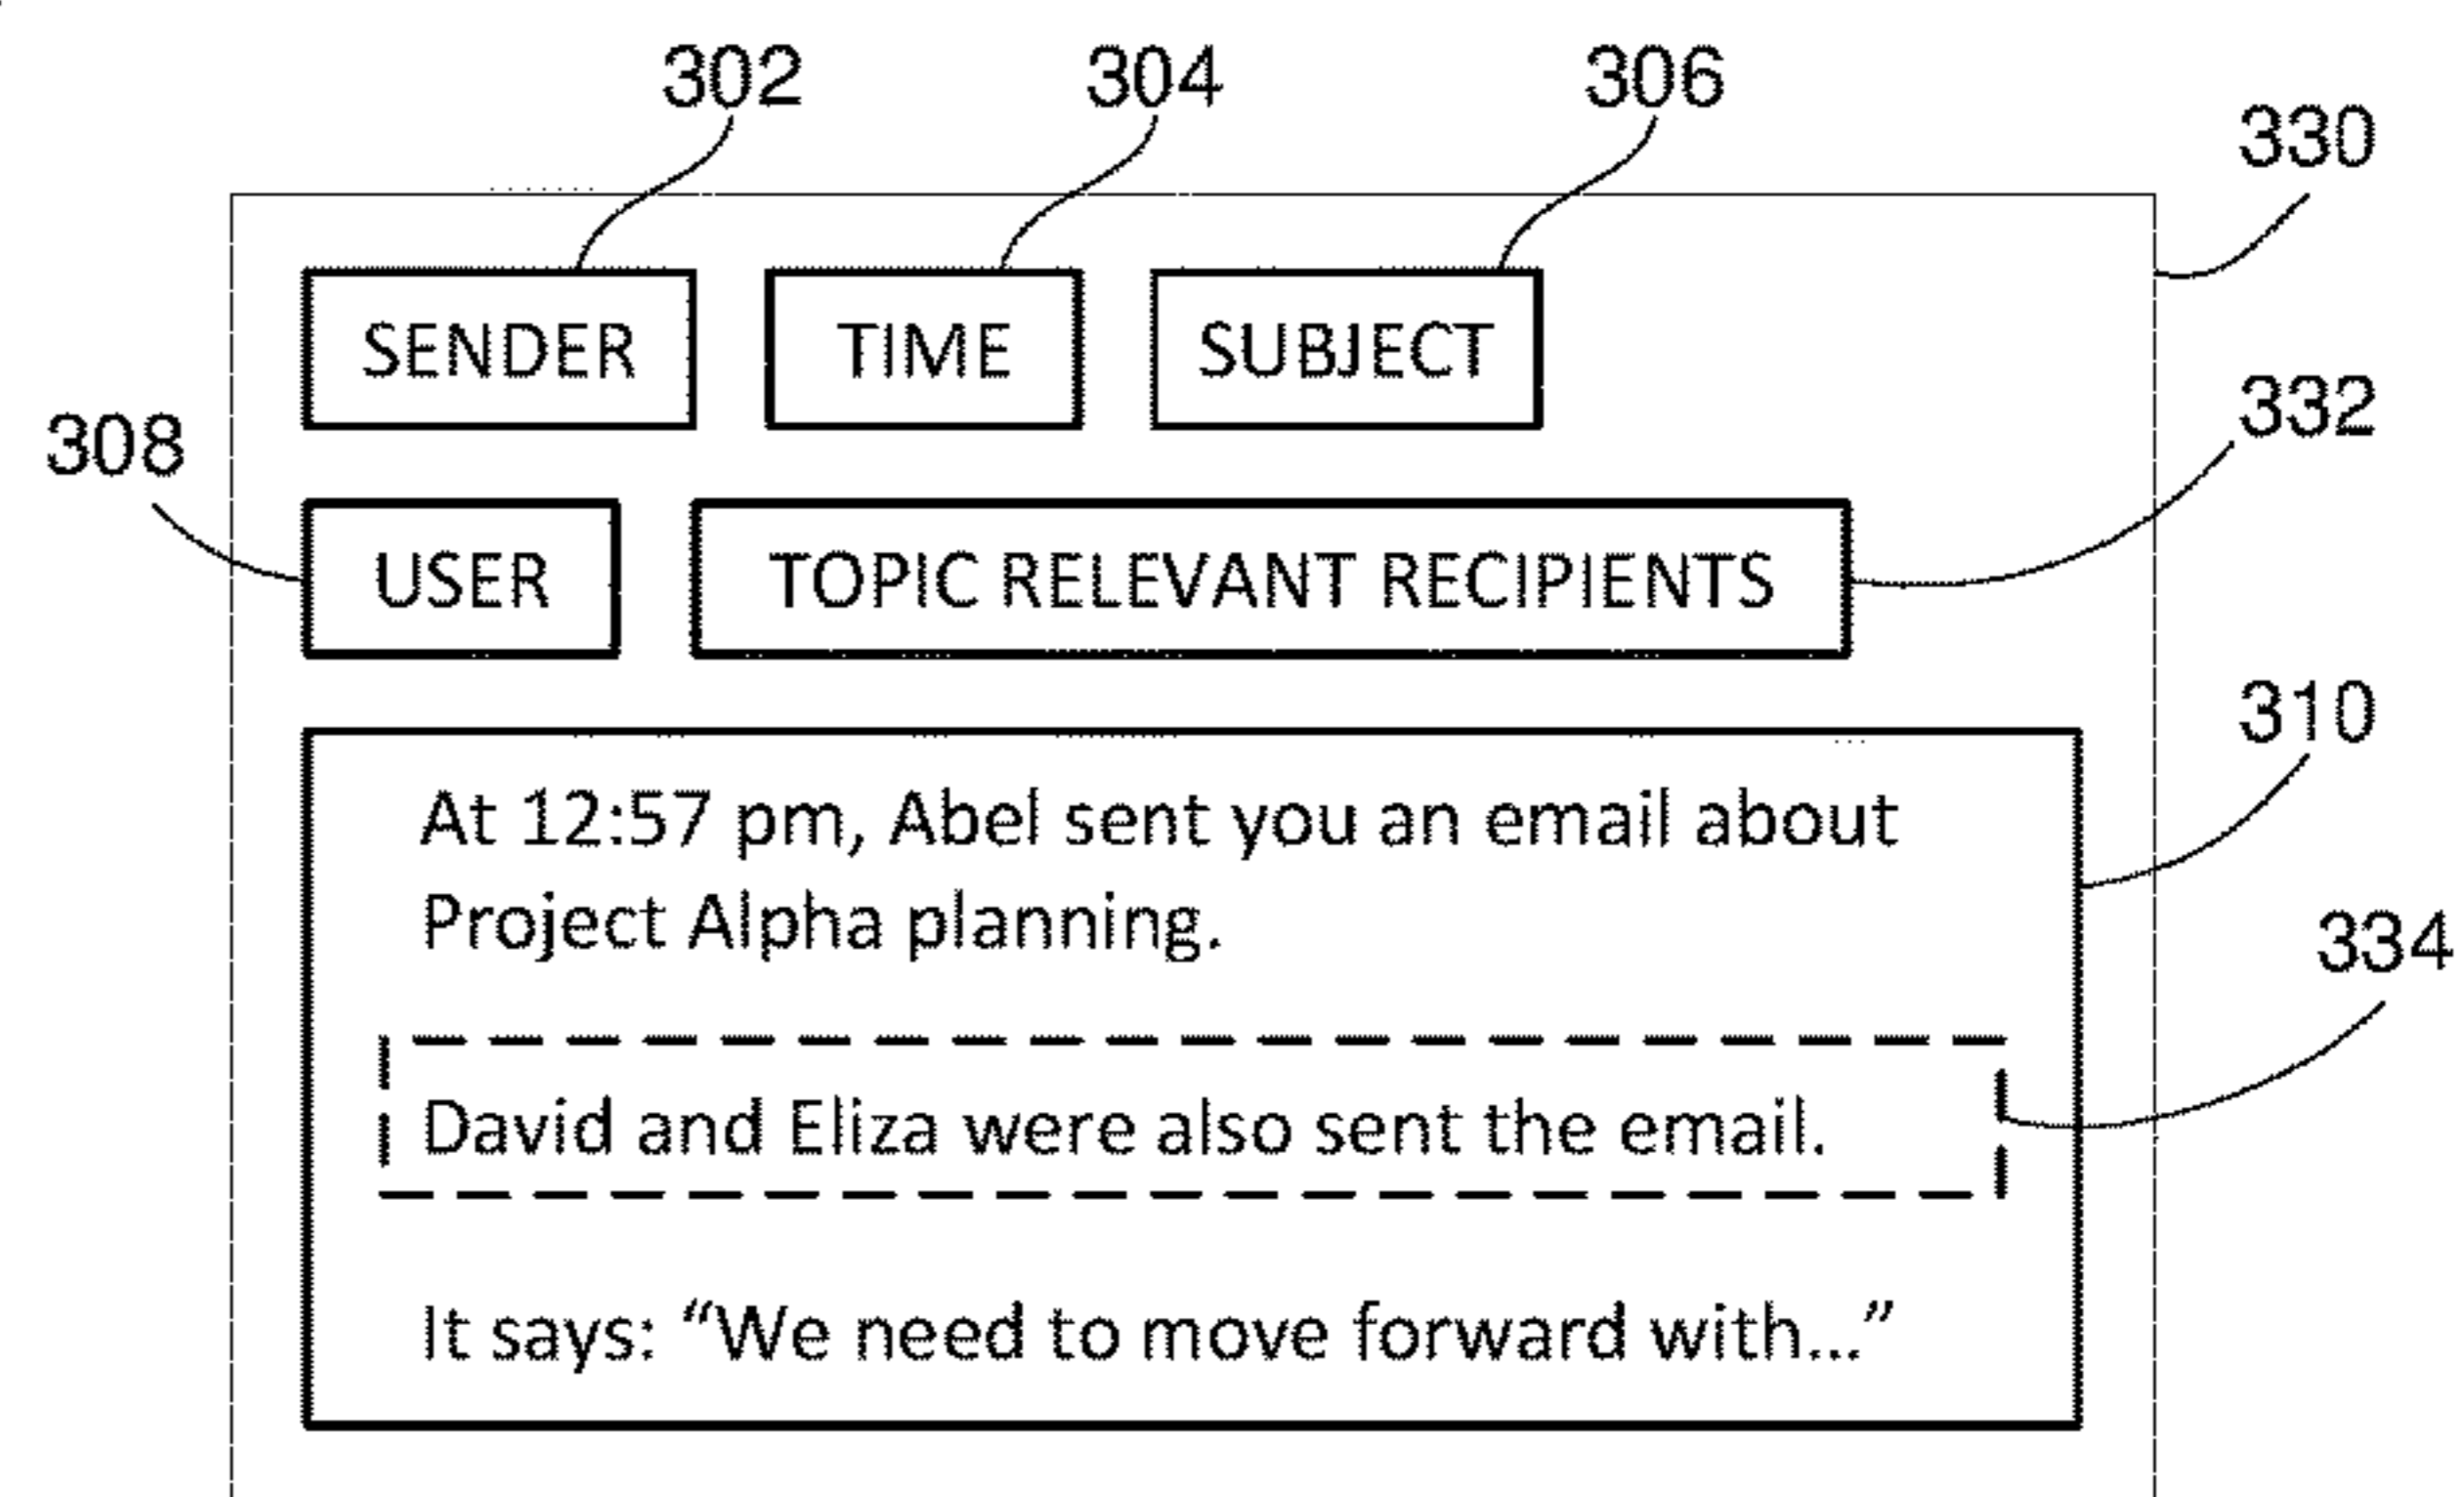 302 304 306
330
SENDER TIME SUBJECT
332
308
USER TOPIC RELEVANT RECIPIENTS
310
At 12:57 pm, Abel sent you an email about
Project Alpha planning.
334
David and Eliza were also sent the email.
It says: “We need to move forward with...”